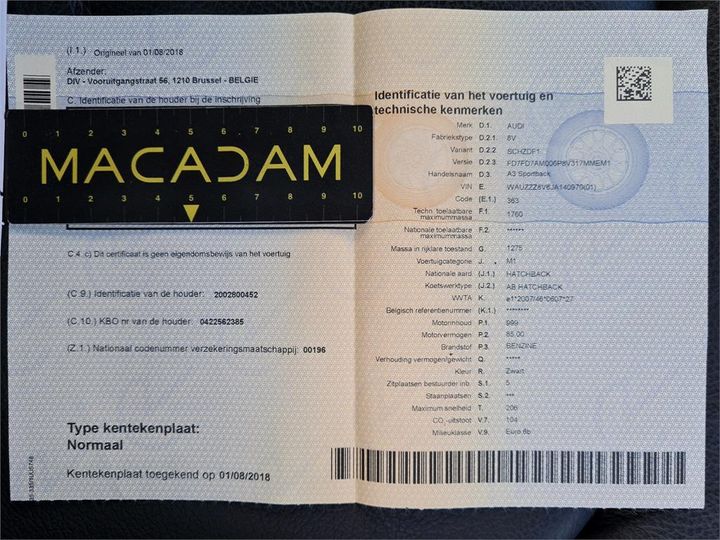 (I 1.) Origineel van 01/08/2018
Afzender:
DIV - Vooruitgangstraat 56, 1210 Brussel - BELGIE
C. Identificatie van de houder bij de inschrijving
0 1 2 3 4 5 6 7 8 9 10
MACADAM
0 1 2 3 4 5 6 7 8 9 10
C.4. c) Dit certificaat is geen eigendomsbewijs van het voertuig
(C.9.) Identificatie van de houder: 2002800452
(C.10.) KBO nr van de houder: 0422562385
(Z.1.) Nationaal codenummer verzekeringsmaatschappij: 00196
Type kentekenplaat:
Normaal
Kentekenplaat toegekend op 01/08/2018
Identificatie van het voertuig en
technische kenmerken
Merk D.1. AUDI
Fabriekstype D.2.1. 8V
Variant D.2.2. SCHZDF1
Versie D.2.3. FD7FD7AM006P8V317MMEM1
Handelsnaam D.3. A3 Sportback
VIN E. WAUZZZ8V6JA140970(01)
Code (E.1.) 363
Techn. toelaatbare
maximummassa F.1. 1760
Nationale toelaatbare
maximummassa F.2. ******
Massa in rijklare toestand G. 1275
Voertuigcategorie J. M1
Nationale aard (J.1.) HATCHBACK
Koetswerktype (J.2.) AB HATCHBACK
WVTA K. e1*2007/46*0607*27
Belgisch referentienummer (K.1.) ********
Motorinhoud P.1. 999
Motorvermogen P.2. 85.00
Brandstof P.3. BENZINE
Verhouding vermogen/gewicht Q. *****
Kleur R. Zwart
Zitplaatsen bestuurder inb. S.1. 5
Staanplaatsen S.2. ***
Maximum snelheid T. 206
CO₂-uitstoot V.7. 104
Milieuklasse V.9. Euro 6b